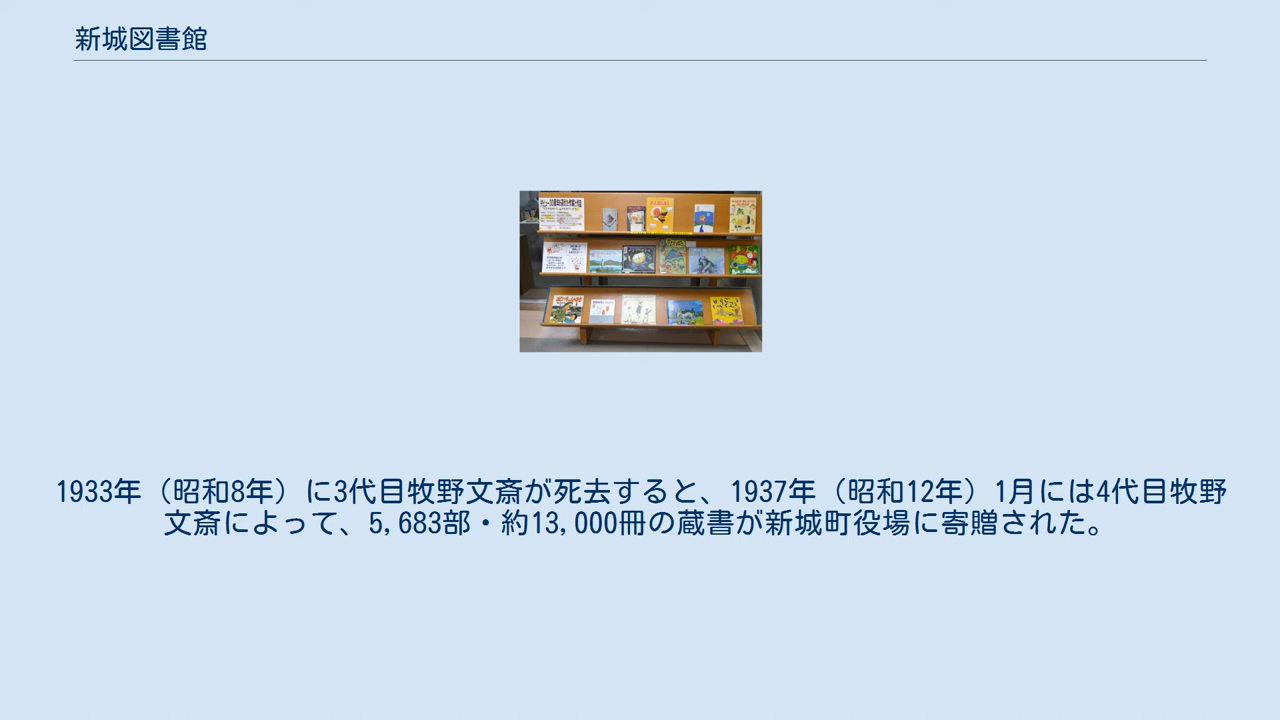 新城図書館
1933年（昭和8年）に3代目牧野文斎が死去すると、1937年（昭和12年）1月には4代目牧野
文斎によって、5,683部・約13,000冊の蔵書が新城町役場に寄贈された。